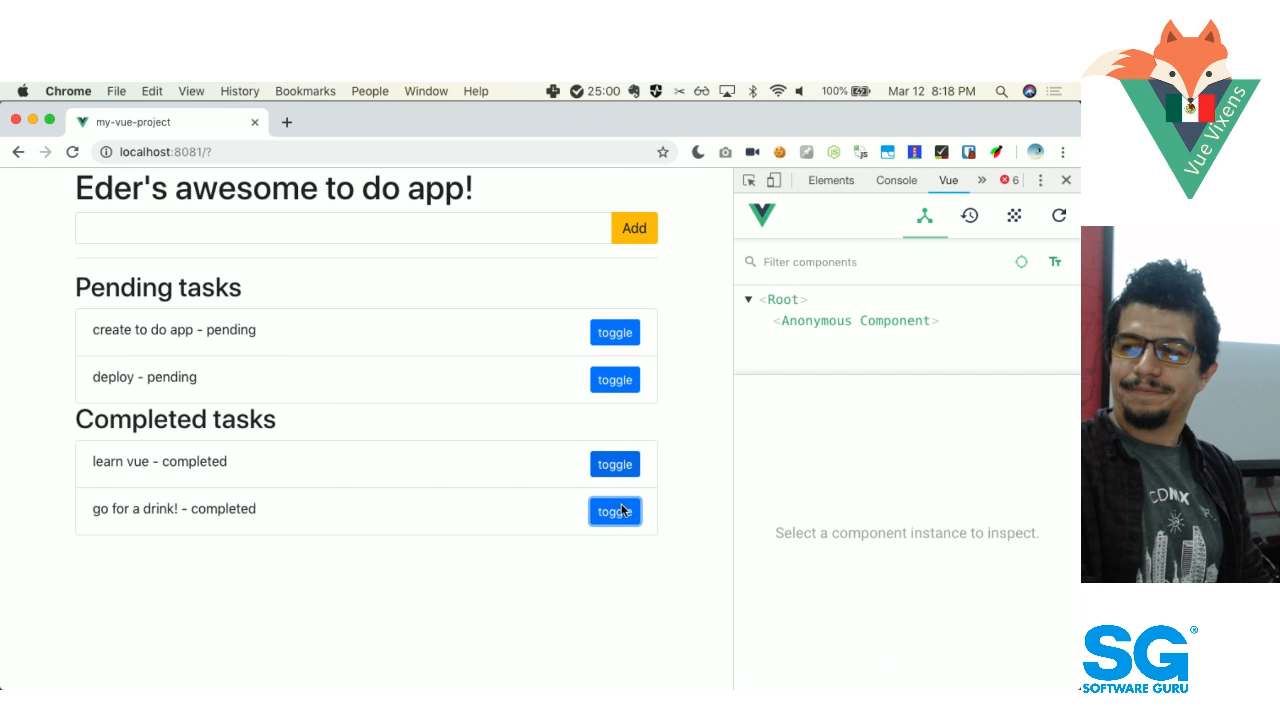 Chrome File Edit View History Bookmarks People Window Help 25:00 100% Mar 12 8:18 PM
my-vue-project
localhost:8081/?
Eder's awesome to do app!
Add
Pending tasks
create to do app - pending toggle
deploy - pending toggle
Completed tasks
learn vue - completed toggle
go for a drink! - completed toggle
Elements Console Vue 6
Filter components
<Root>
<Anonymous Component>
Select a component instance to inspect.
Vue Vixens
CDMX
SG®
SOFTWARE GURU